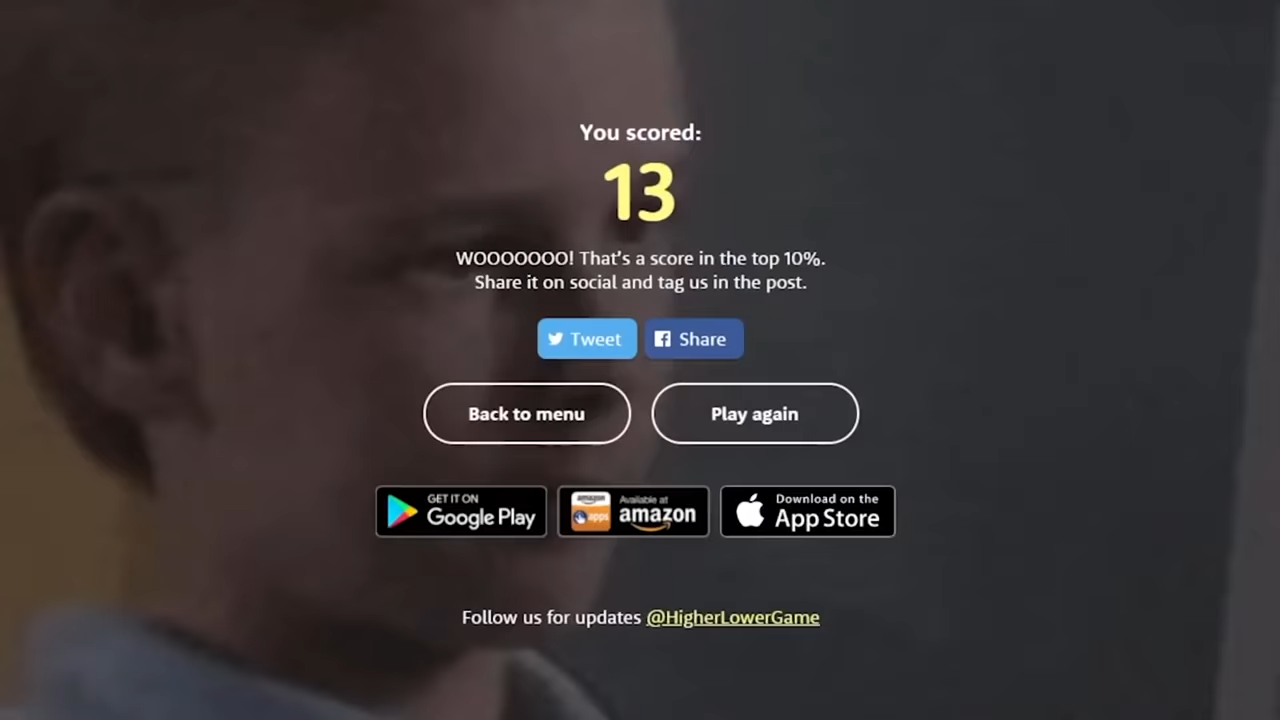 You scored:
13
WOOOOOOO! That's a score in the top 10%.
Share it on social and tag us in the post.
Tweet
Share
Back to menu
Play again
GET IT ON
Google Play
amazon
apps
Available at
amazon
Download on the
App Store
Follow us for updates @HigherLowerGame